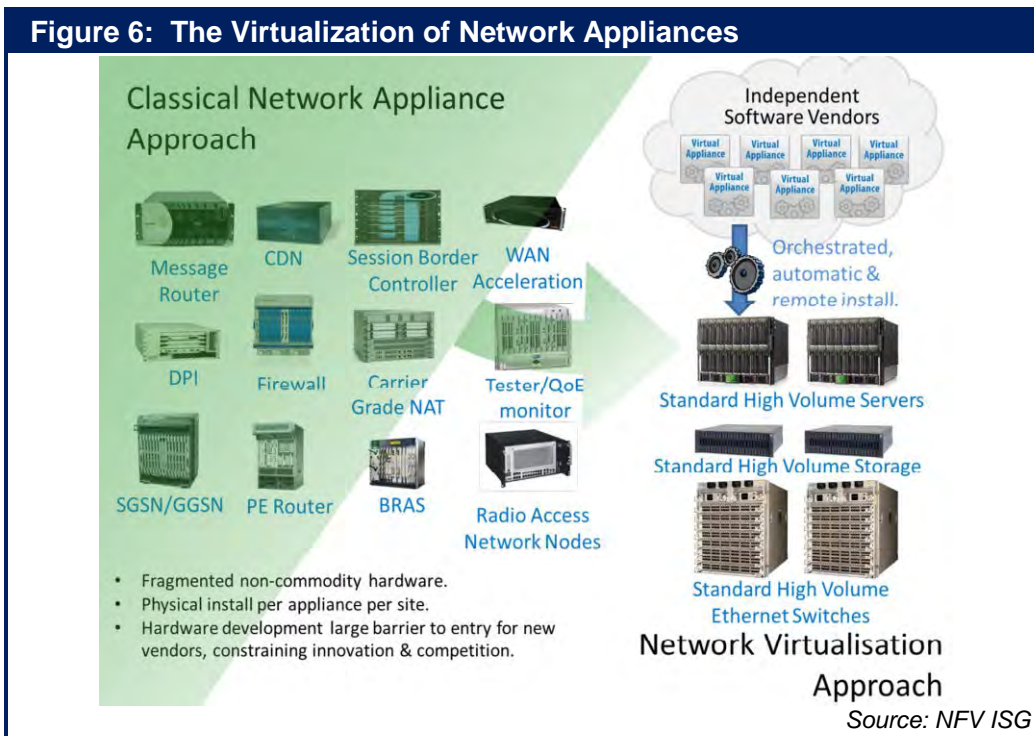 Figure 6: The Virtualization of Network Appliances
Classical Network Appliance
Approach
Message
Router
CDN
Session Border
Controller
WAN
Acceleration
DPI
Firewall
Carrier
Grade NAT
Tester/QoE
monitor
SGSN/GGSN
PE Router
BRAS
Radio Access
Network Nodes
• Fragmented non-commodity hardware.
• Physical install per appliance per site.
• Hardware development large barrier to entry for new
vendors, constraining innovation & competition.
Independent
Software Vendors
Virtual
Appliance
Virtual
Appliance
Virtual
Appliance
Virtual
Appliance
Virtual
Appliance
Virtual
Appliance
Virtual
Appliance
Orchestrated,
automatic &
remote install.
Standard High Volume Servers
Standard High Volume Storage
Standard High Volume
Ethernet Switches
Network Virtualisation
Approach
Source: NFV ISG